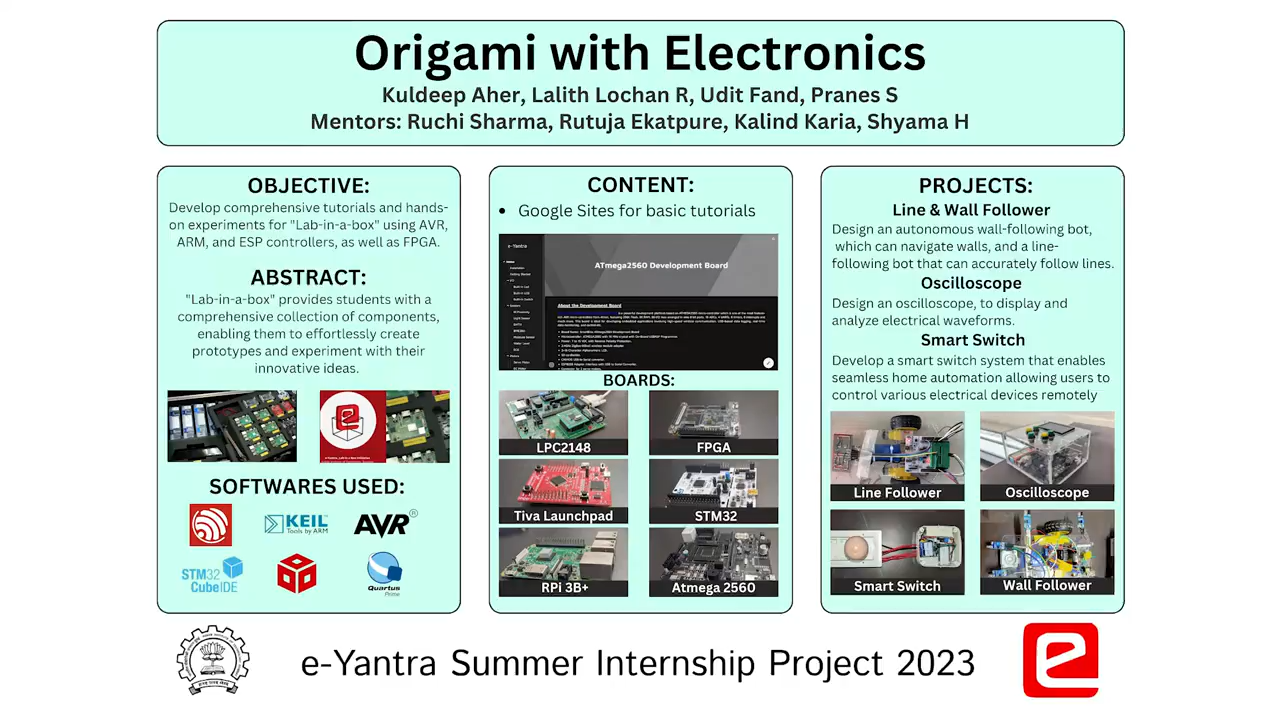 Origami with Electronics
Kuldeep Aher, Lalith Lochan R, Udit Fand, Pranes S
Mentors: Ruchi Sharma, Rutuja Ekatpure, Kalind Karia, Shyama H
OBJECTIVE:
Develop comprehensive tutorials and hands-
on experiments for "Lab-in-a-box" using AVR,
ARM, and ESP controllers, as well as FPGA.
ABSTRACT:
"Lab-in-a-box" provides students with a
comprehensive collection of components,
enabling them to effortlessly create
prototypes and experiment with their
innovative ideas.
SOFTWARES USED:
KEIL
Tools by ARM
AVR®
STM32
CubeIDE
Quartus
Prime
CONTENT:
• Google Sites for basic tutorials
e-Yantra
ATmega2560 Development Board
About the Development Board
BOARDS:
LPC2148
FPGA
Tiva Launchpad
STM32
RPi 3B+
Atmega 2560
PROJECTS:
Line & Wall Follower
Design an autonomous wall-following bot,
which can navigate walls, and a line-
following bot that can accurately follow lines.
Oscilloscope
Design an oscilloscope, to display and
analyze electrical waveforms.
Smart Switch
Develop a smart switch system that enables
seamless home automation allowing users to
control various electrical devices remotely
Line Follower
Oscilloscope
Smart Switch
Wall Follower
e-Yantra Summer Internship Project 2023